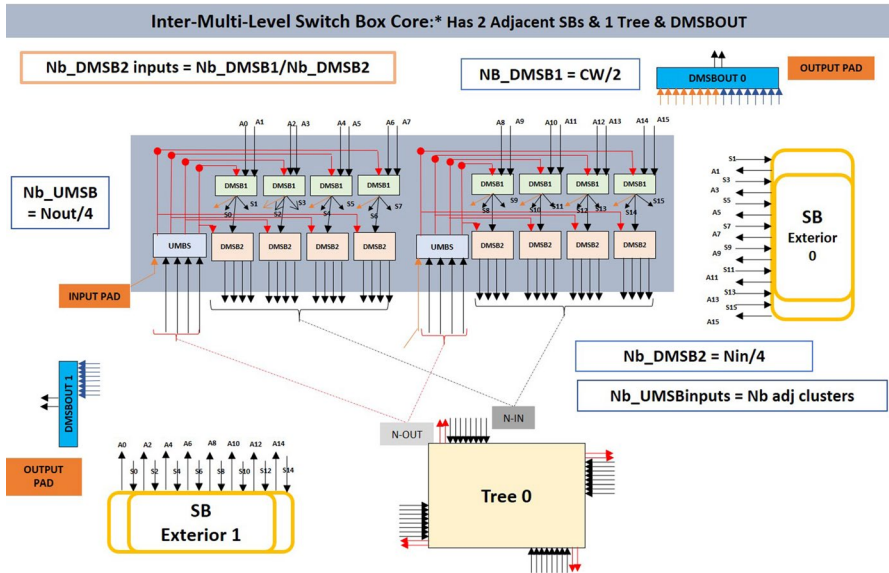 Inter-Multi-Level Switch Box Core:* Has 2 Adjacent SBs & 1 Tree & DMSBOUT
Nb_DMSB2 inputs = Nb_DMSB1/Nb_DMSB2
NB_DMSB1 = CW/2
DMSBOUT 0
OUTPUT PAD
A0 A1 A2 A3 A4 A5 A6 A7 A8 A9 A10 A11 A12 A13 A14 A15
Nb_UMSB
= Nout/4
DMSB1 DMSB1 DMSB1 DMSB1 DMSB1 DMSB1 DMSB1 DMSB1
S0 S1 S2 S3 S4 S5 S6 S7 S8 S9 S10 S11 S12 S13 S14 S15
UMBS DMSB2 DMSB2 DMSB2 DMSB2 UMBS DMSB2 DMSB2 DMSB2 DMSB2
INPUT PAD
S1
A1
S3
A3
S5
A5
S7
A7
S9
A9
S11
A11
S13
A13
S15
A15
SB
Exterior
0
Nb_DMSB2 = Nin/4
Nb_UMSBinputs = Nb adj clusters
DMSBOUT 1
N-IN
N-OUT
OUTPUT
PAD
A0 A2 A4 A6 A8 A10 A12 A14
S0 S2 S4 S6 S8 S10 S12 S14
SB
Exterior 1
Tree 0